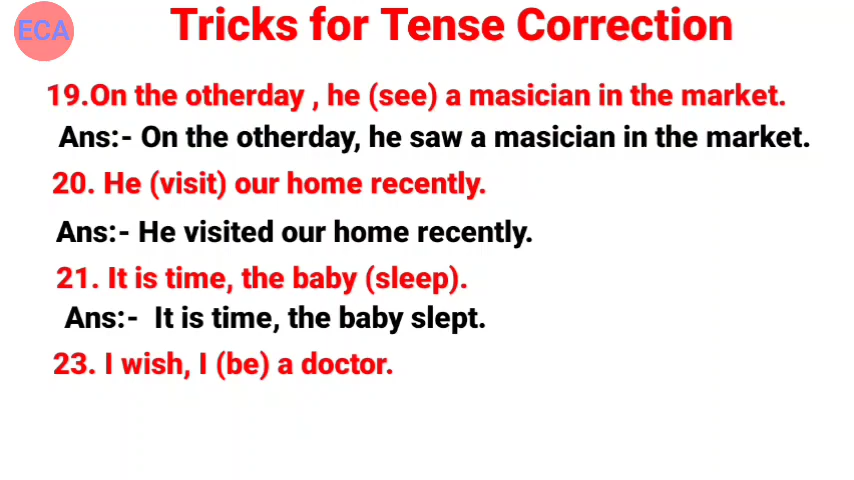 ECA
Tricks for Tense Correction
19.On the otherday , he (see) a masician in the market.
Ans:- On the otherday, he saw a masician in the market.
20. He (visit) our home recently.
Ans:- He visited our home recently.
21. It is time, the baby (sleep).
Ans:- It is time, the baby slept.
23. I wish, I (be) a doctor.